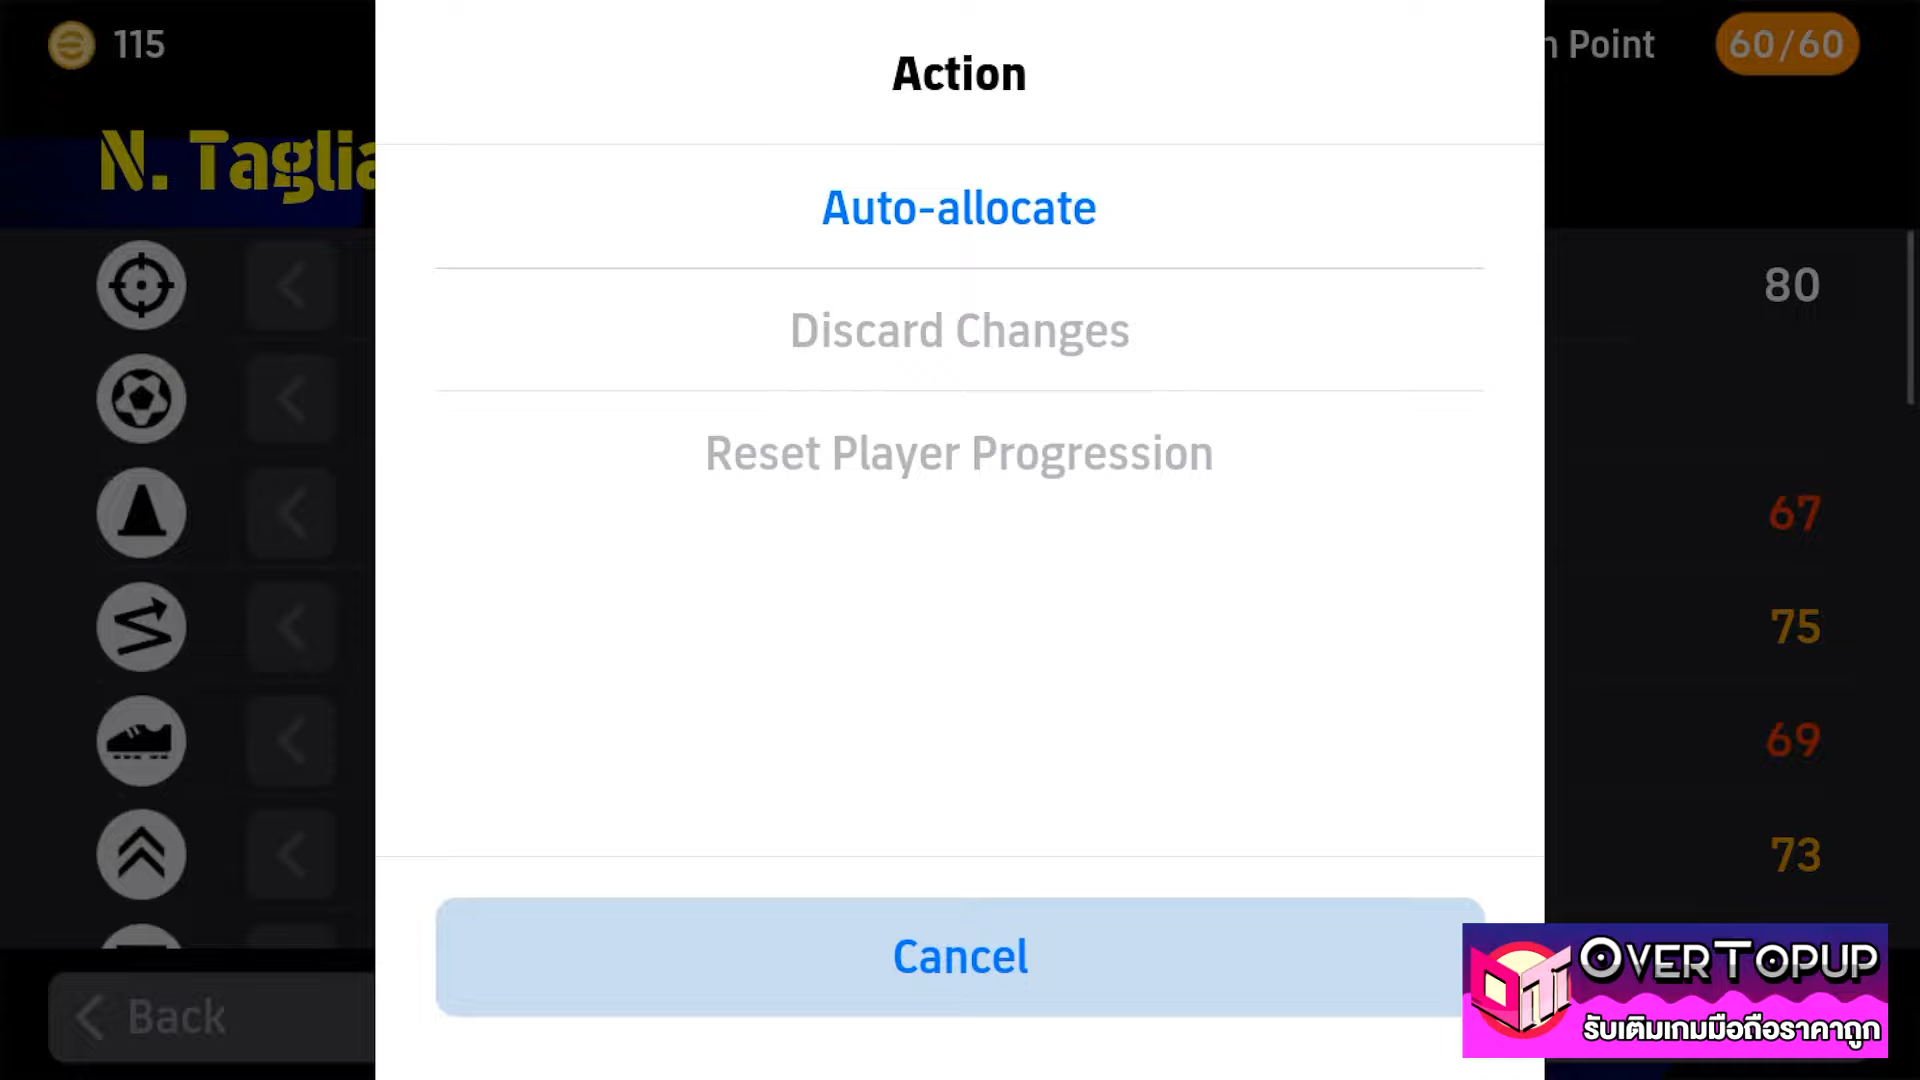 115
Action
n Point
60/60
N. Taglia
Auto-allocate
80
Discard Changes
Reset Player Progression
67
75
69
73
Cancel
OVERTOPUP
รับเติมเกมมือถือราคาถูก
Back